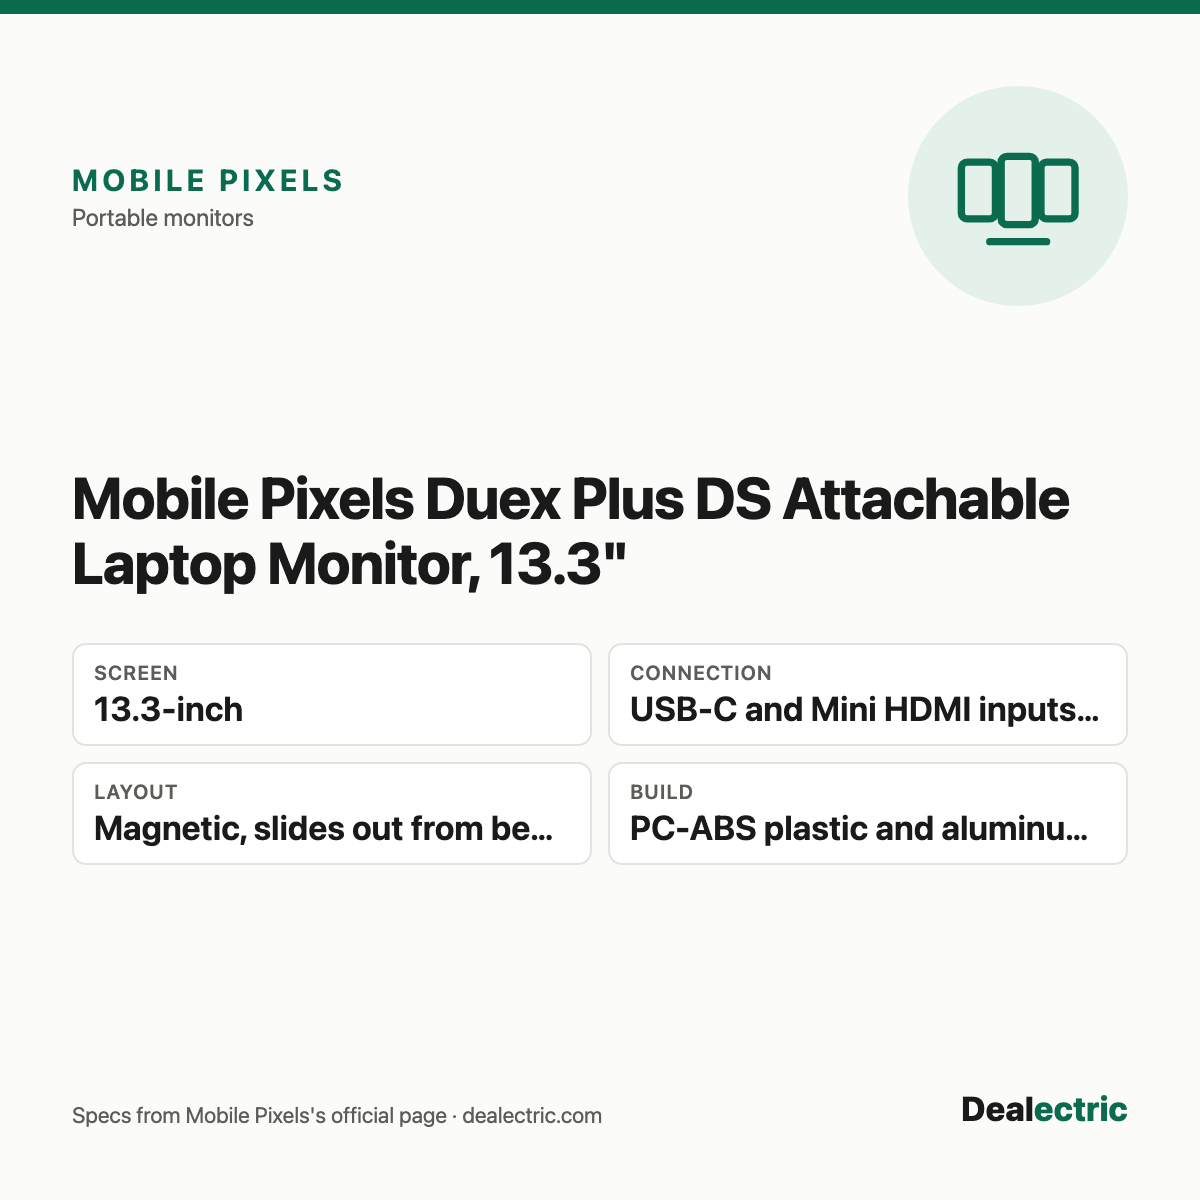 MOBILE PIXELS
Portable monitors
Mobile Pixels Duex Plus DS Attachable
Laptop Monitor, 13.3"
SCREEN
13.3-inch
CONNECTION
USB-C and Mini HDMI inputs...
LAYOUT
Magnetic, slides out from be...
BUILD
PC-ABS plastic and aluminu...
Specs from Mobile Pixels's official page · dealectric.com
Dealectric